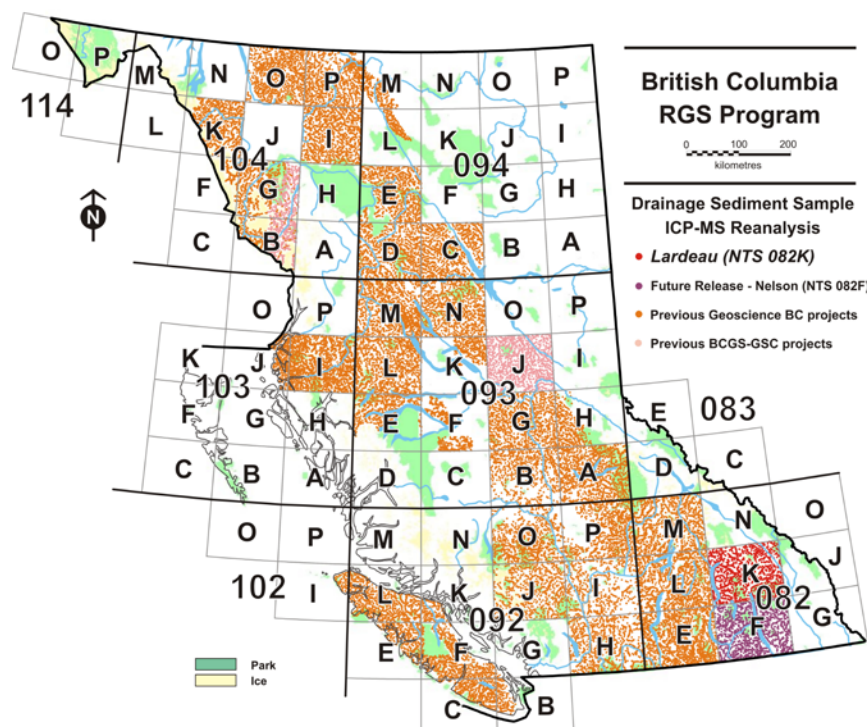 British Columbia
RGS Program
0 100 200
kilometres
Drainage Sediment Sample
ICP-MS Reanalysis
Lardeau (NTS 082K)
Future Release - Nelson (NTS 082F)
Previous Geoscience BC projects
Previous BCGS-GSC projects
O P M N O P M N O P
114
L K J I L K J I
104 094
F G H E F G H
N
C B A D C B A
O P M N O P
K J I L K J I
103 093
F G H E F G H E 083
C B A D C B A D C
O P M N O P M N O
102 I L K J I L K J
092 082
E F G H E F G
C B
Park
Ice